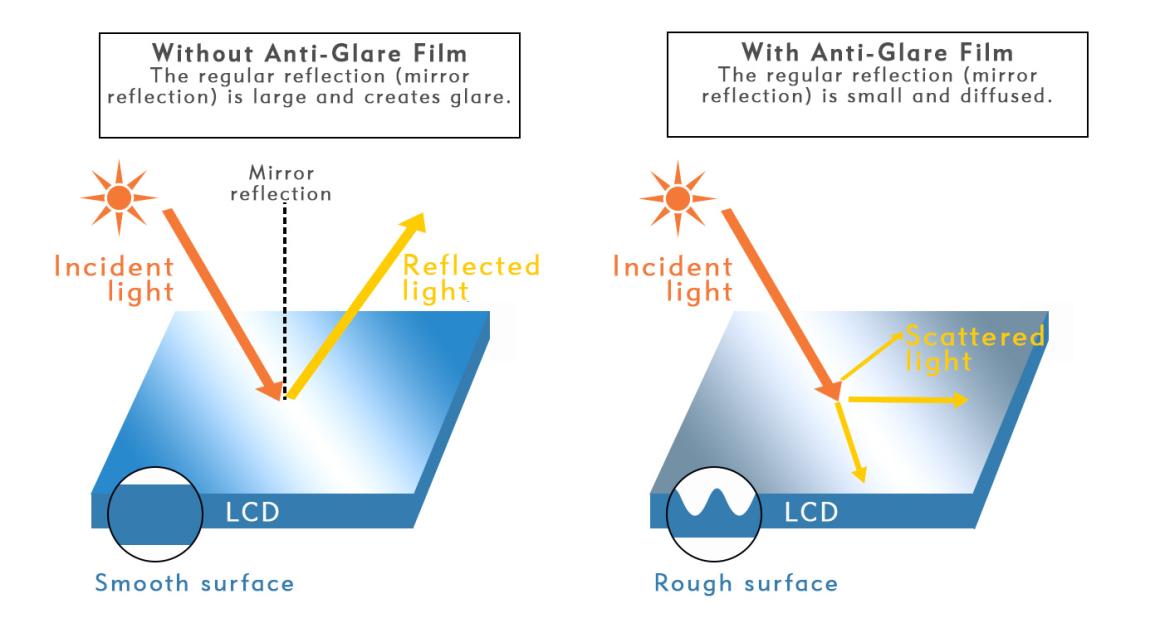 Without Anti-Glare Film
The regular reflection (mirror
reflection) is large and creates glare.
Mirror
reflection
Incident
light
Reflected
light
LCD
Smooth surface
With Anti-Glare Film
The regular reflection (mirror
reflection) is small and diffused.
Incident
light
Scattered
light
LCD
Rough surface